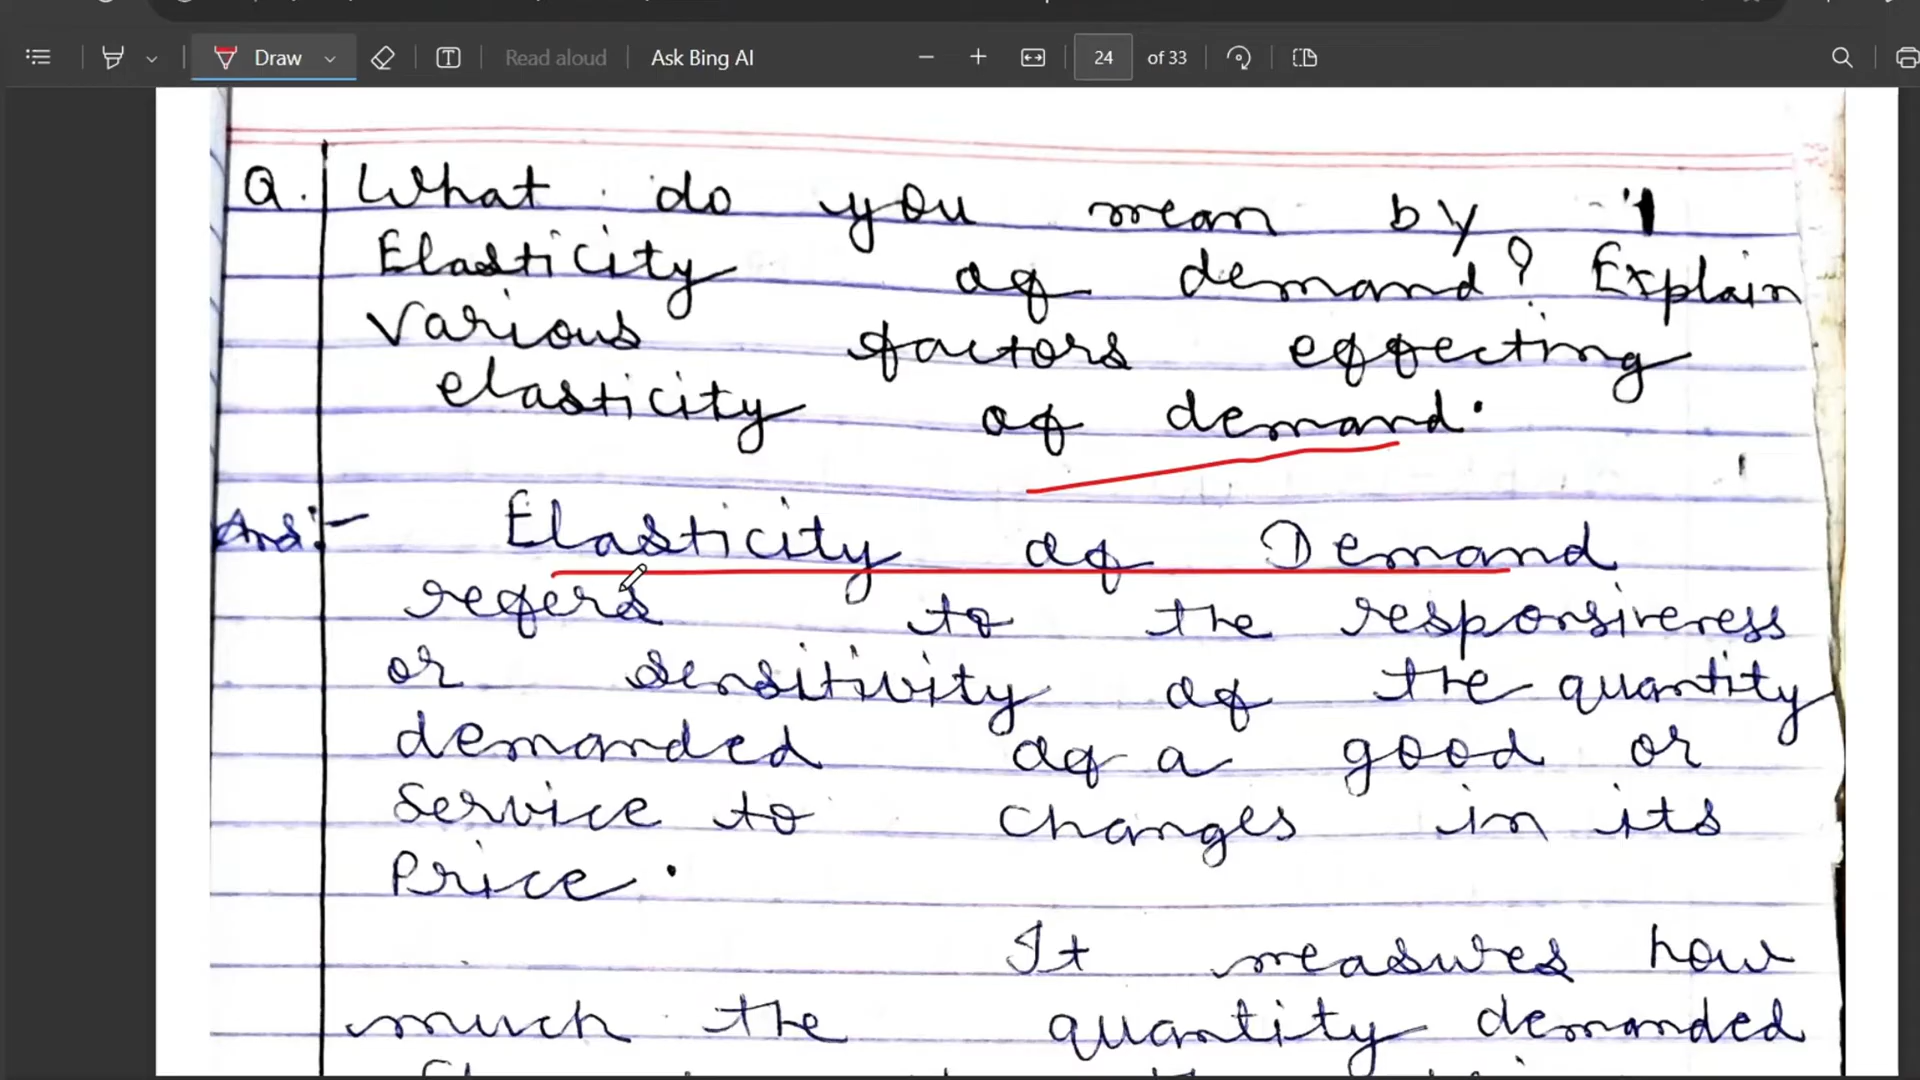 Draw
Read aloud
Ask Bing AI
24 of 33
Q. What do you mean by
Elasticity of demand? Explain
Various factors effecting
elasticity of demand.
Ans:- Elasticity of Demand
refers to the responsiveness
or sensitivity of the quantity
demanded of a good or
Service to changes in its
Price.
It measures how
much the quantity demanded